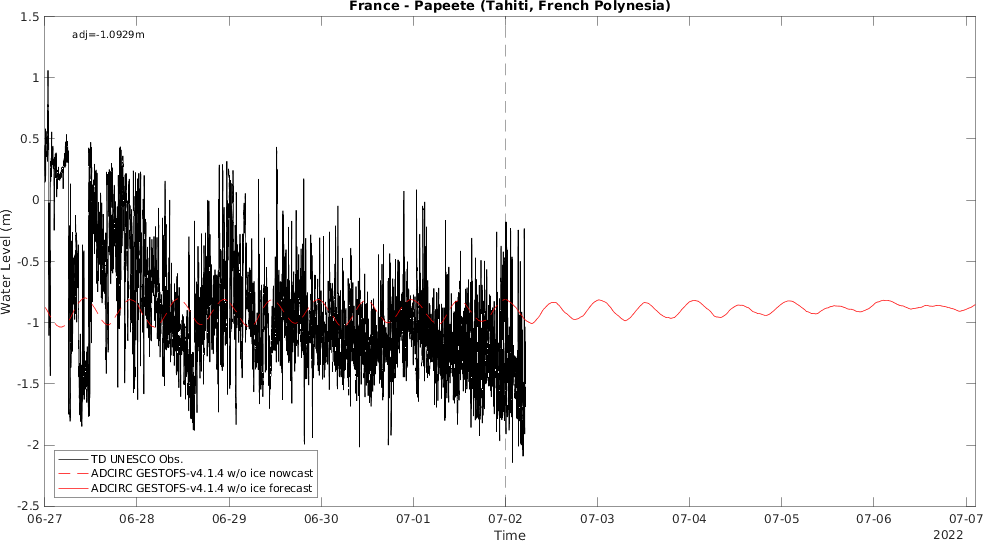 France - Papeete (Tahiti, French Polynesia)
adj=-1.0929m
1.5
1
0.5
0
-0.5
-1
-1.5
-2
-2.5
Water Level (m)
TD UNESCO Obs.
ADCIRC GESTOFS-v4.1.4 w/o ice nowcast
ADCIRC GESTOFS-v4.1.4 w/o ice forecast
06-27 06-28 06-29 06-30 07-01 07-02 07-03 07-04 07-05 07-06 07-07
Time
2022